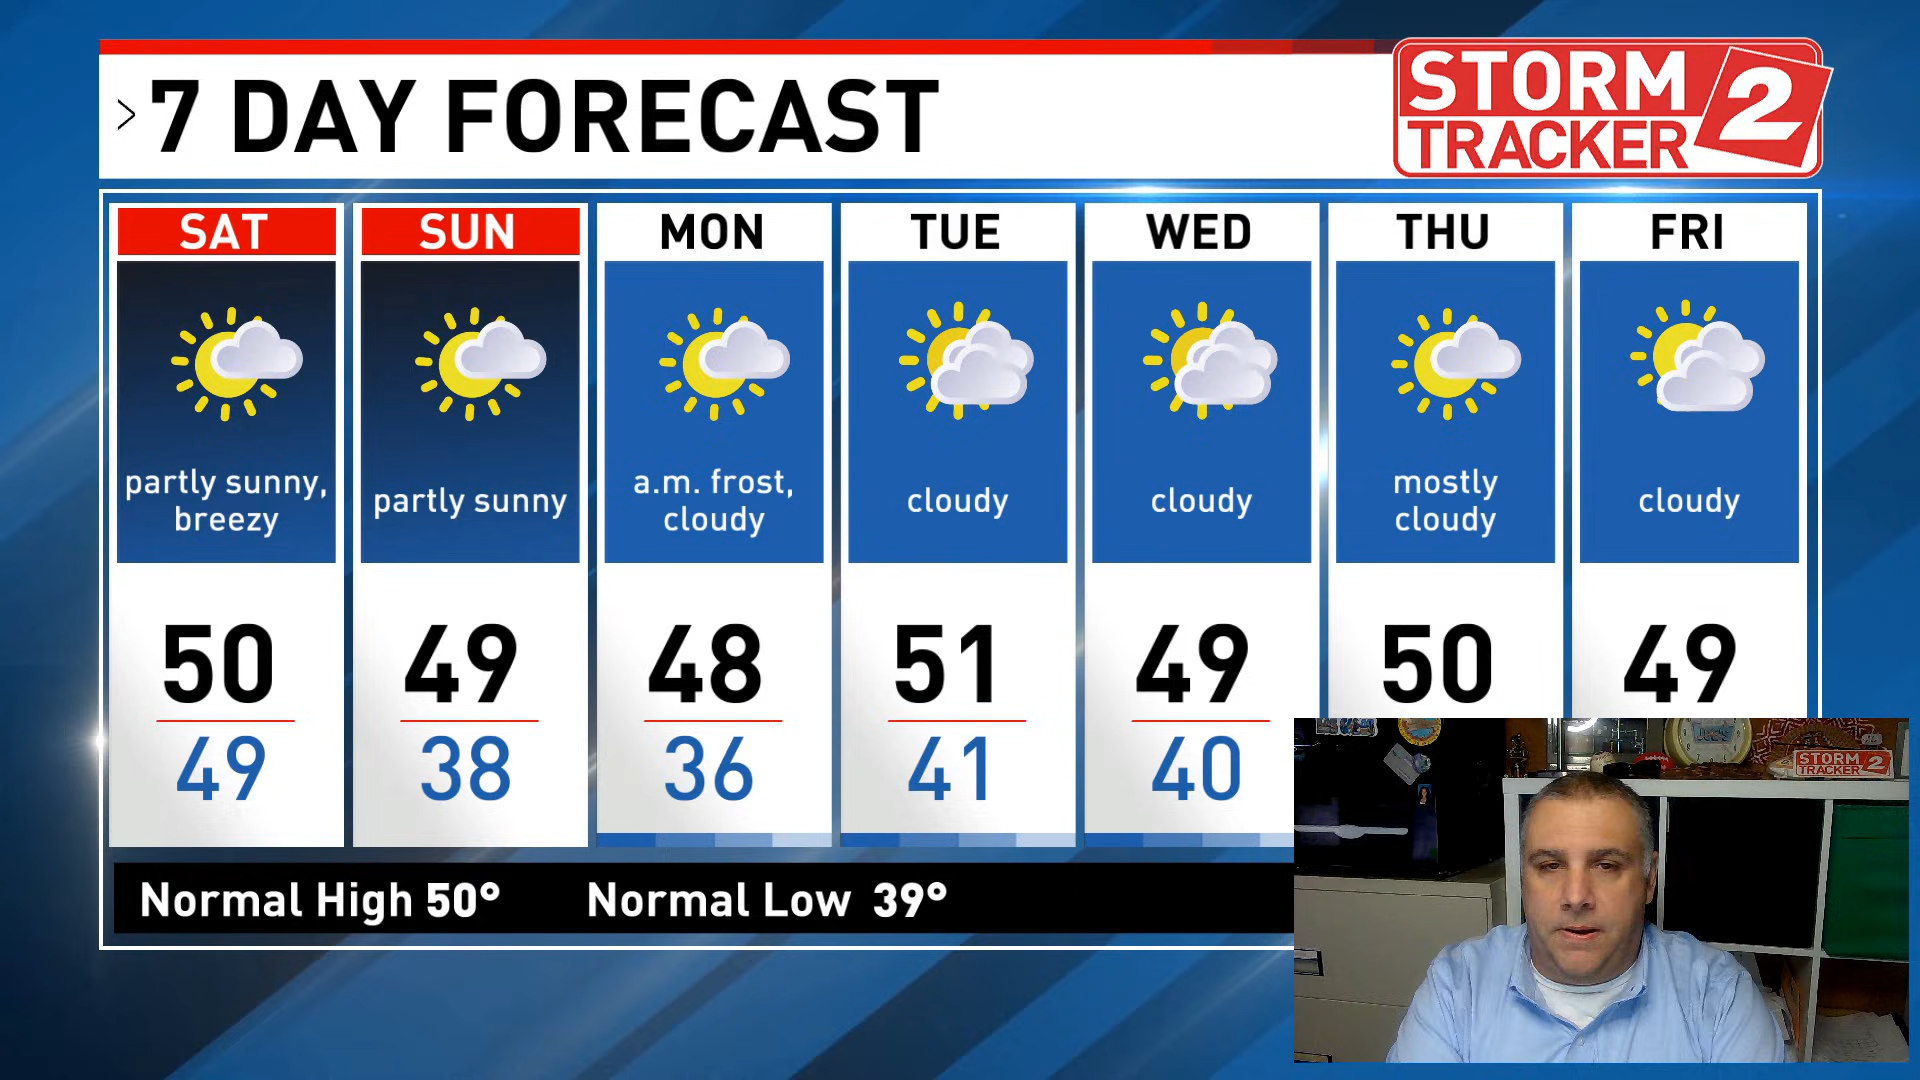 > 7 DAY FORECAST
STORM
TRACKER 2
SAT SUN MON TUE WED THU FRI
partly sunny,
breezy
partly sunny
a.m. frost,
cloudy
cloudy
cloudy
mostly
cloudy
cloudy
50 49 48 51 49 50 49
49 38 36 41 40
Normal High 50° Normal Low 39°
STORM
TRACKER 2